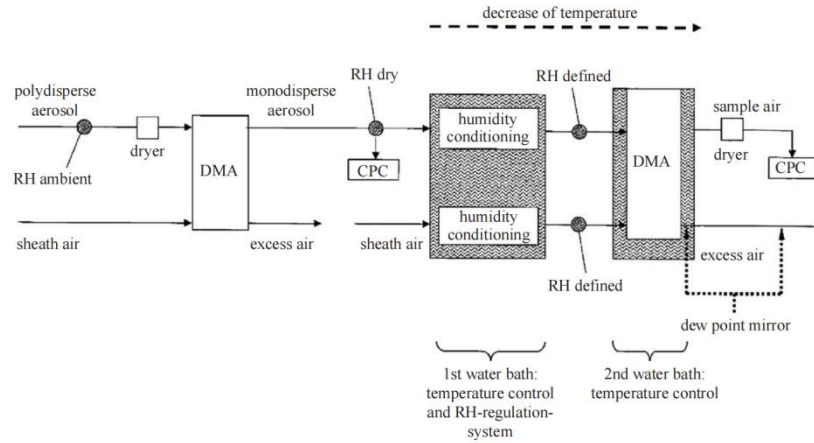 decrease of temperature
polydisperse
aerosol
RH ambient
dryer
monodisperse
aerosol
RH dry
DMA
CPC
sheath air
excess air
humidity
conditioning
RH defined
DMA
sample air
dryer
CPC
sheath air
humidity
conditioning
RH defined
excess air
dew point mirror
1st water bath:
temperature control
and RH-regulation-
system
2nd water bath:
temperature control